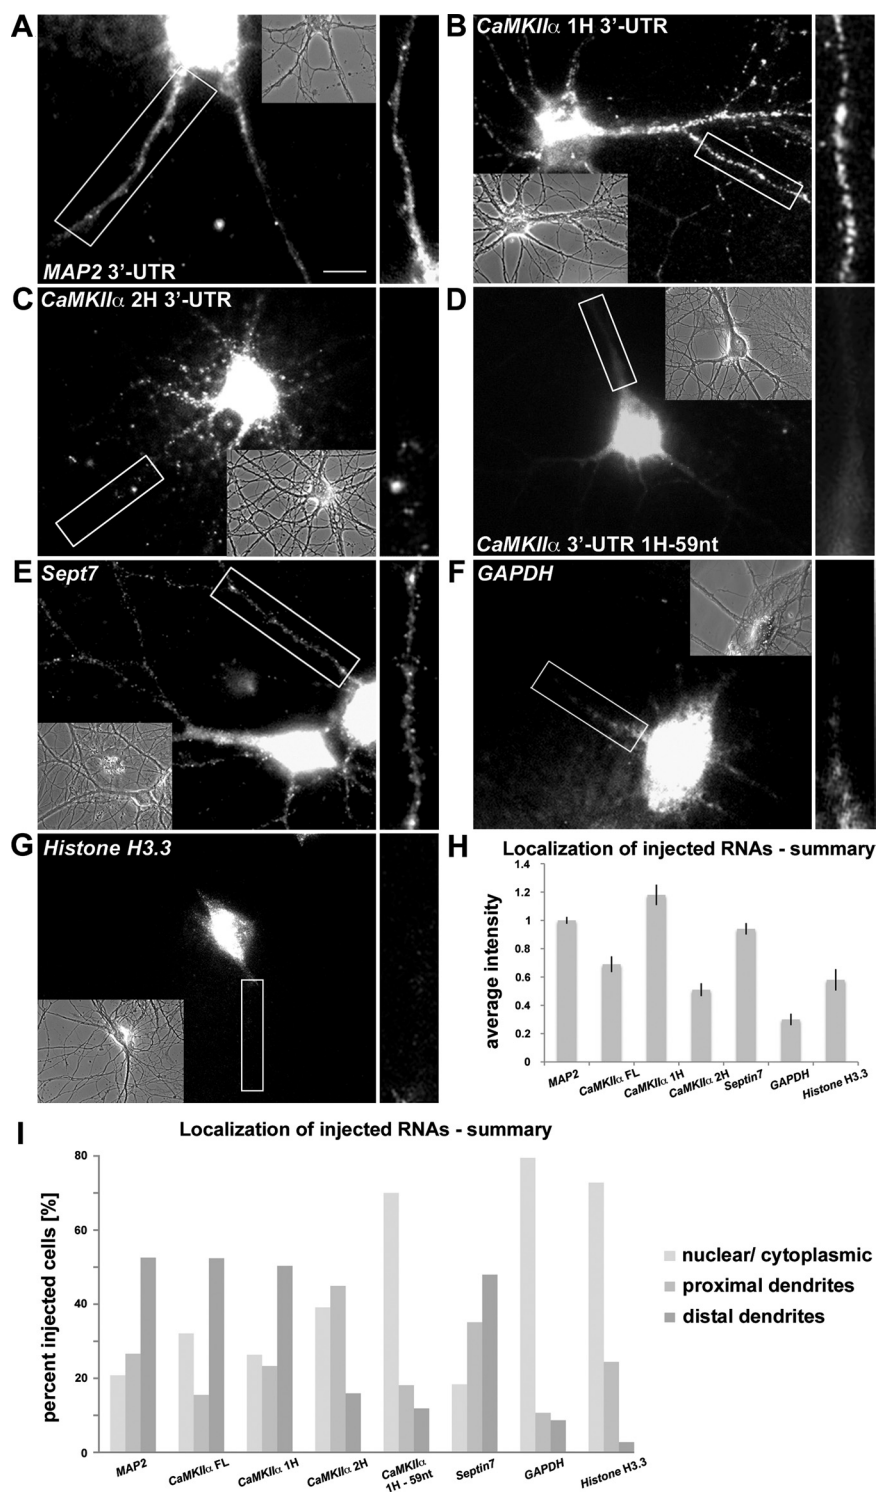 A
MAP2 3’-UTR
B CaMKIIα 1H 3’-UTR
C CaMKIIα 2H 3’-UTR
D
CaMKIIα 3’-UTR 1H-59nt
E Sept7
F GAPDH
G Histone H3.3
H Localization of injected RNAs - summary
average intensity
1.4
1.2
1
0.8
0.6
0.4
0.2
0
MAP2
CaMKIIα FL
CaMKIIα 1H
CaMKIIα 2H
Septin7
GAPDH
Histone H3.3
I Localization of injected RNAs - summary
percent injected cells [%]
80
60
40
20
0
MAP2
CaMKIIα FL
CaMKIIα 1H
CaMKIIα 2H
CaMKIIα
1H - 59nt
Septin7
GAPDH
Histone H3.3
nuclear/ cytoplasmic
proximal dendrites
distal dendrites